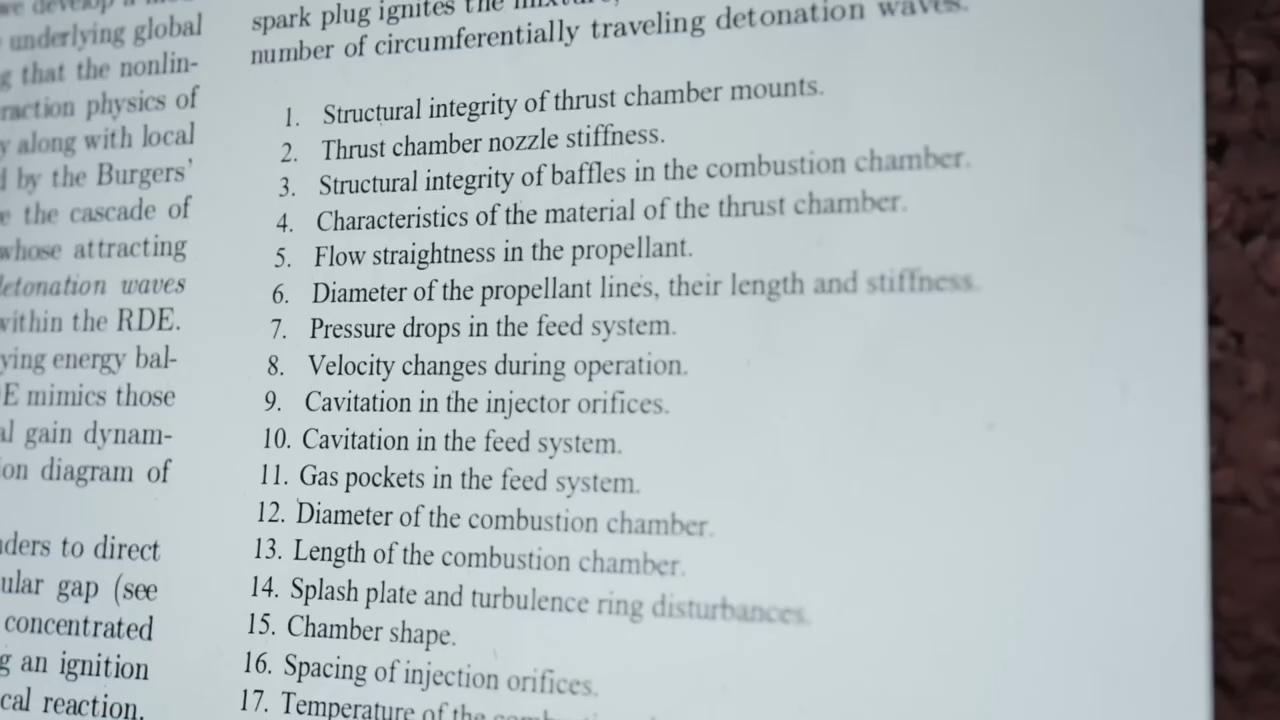 we develop a
underlying global
that the nonlin-
raction physics of
along with local
by the Burgers'
the cascade of
whose attracting
detonation waves
within the RDE.
ying energy bal-
E mimics those
gain dynam-
on diagram of
to direct
ular gap (see
concentrated
an ignition
cal reaction.
spark plug ignites the mixture,
number of circumferentially traveling detonation waves.
1. Structural integrity of thrust chamber mounts.
2. Thrust chamber nozzle stiffness.
3. Structural integrity of baffles in the combustion chamber.
4. Characteristics of the material of the thrust chamber.
5. Flow straightness in the propellant.
6. Diameter of the propellant lines, their length and stiffness.
7. Pressure drops in the feed system.
8. Velocity changes during operation.
9. Cavitation in the injector orifices.
10. Cavitation in the feed system.
11. Gas pockets in the feed system.
12. Diameter of the combustion chamber.
13. Length of the combustion chamber.
14. Splash plate and turbulence ring disturbances.
15. Chamber shape.
16. Spacing of injection orifices.
17. Temperature of the